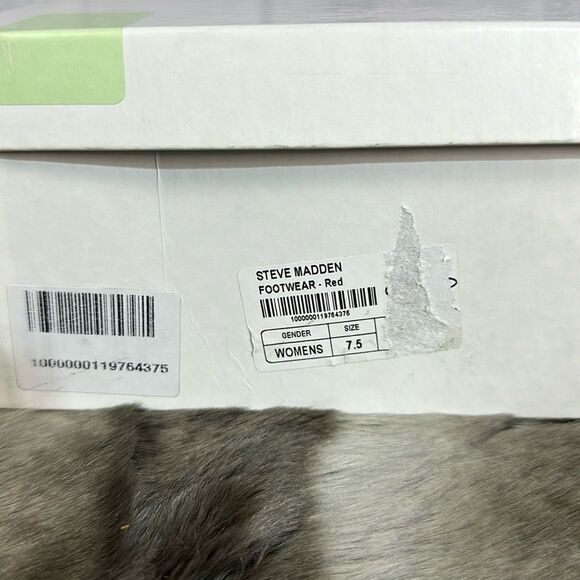 STEVE MADDEN
FOOTWEAR - Red
1000000119764375
GENDER SIZE
WOMENS 7.5
1000000119764375